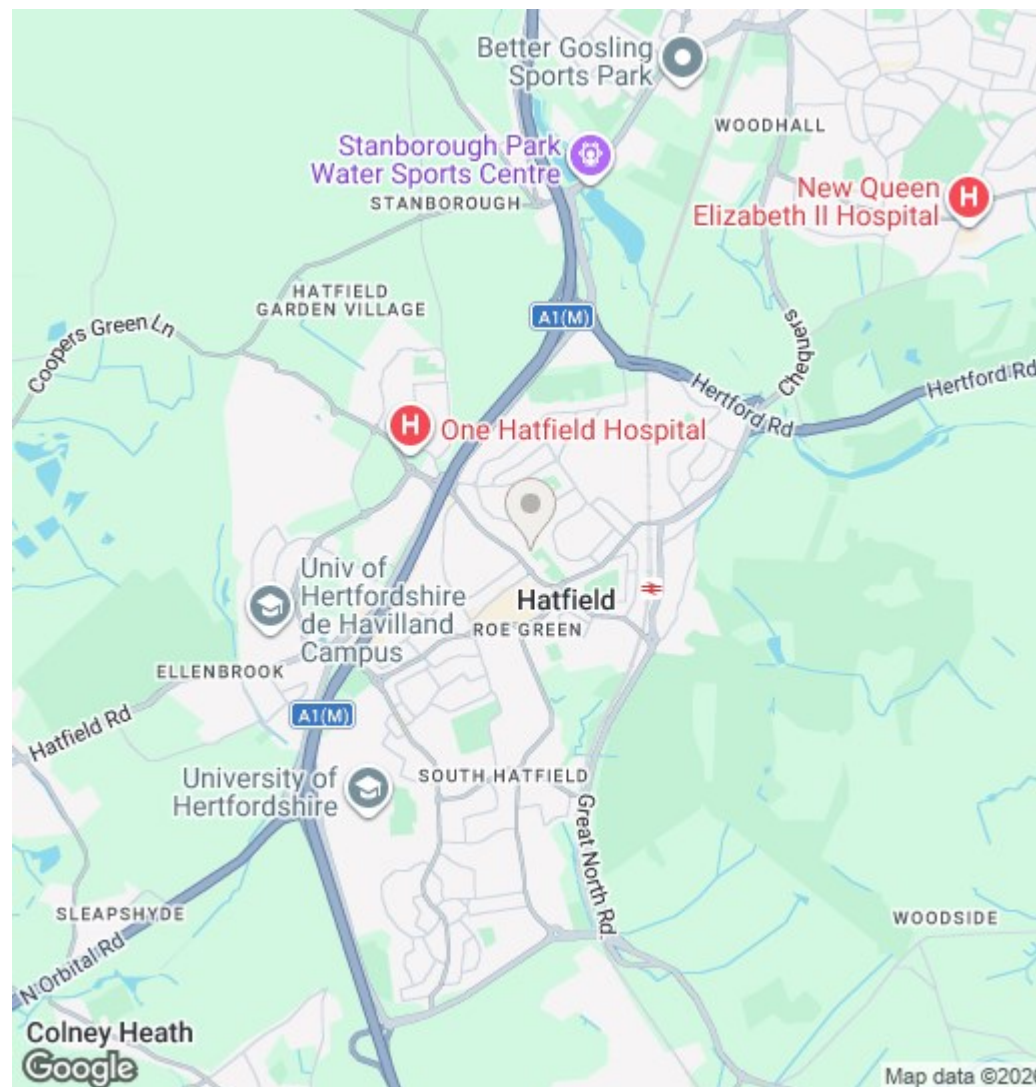 Better Gosling
Sports Park
WOODHALL
Stanborough Park
Water Sports Centre
STANBOROUGH
New Queen
Elizabeth II Hospital
H
HATFIELD
GARDEN VILLAGE
A1(M)
Coopers Green Ln
Chequers
Hertford Rd
Hertford Rd
H
One Hatfield Hospital
Univ of
Hertfordshire
de Havilland
Campus
Hatfield
ROE GREEN
ELLENBROOK
Hatfield Rd
A1(M)
University of
Hertfordshire
SOUTH HATFIELD
Great North Rd
SLEAPSHYDE
WOODSIDE
N Orbital Rd
Colney Heath
Google
Map data ©2026